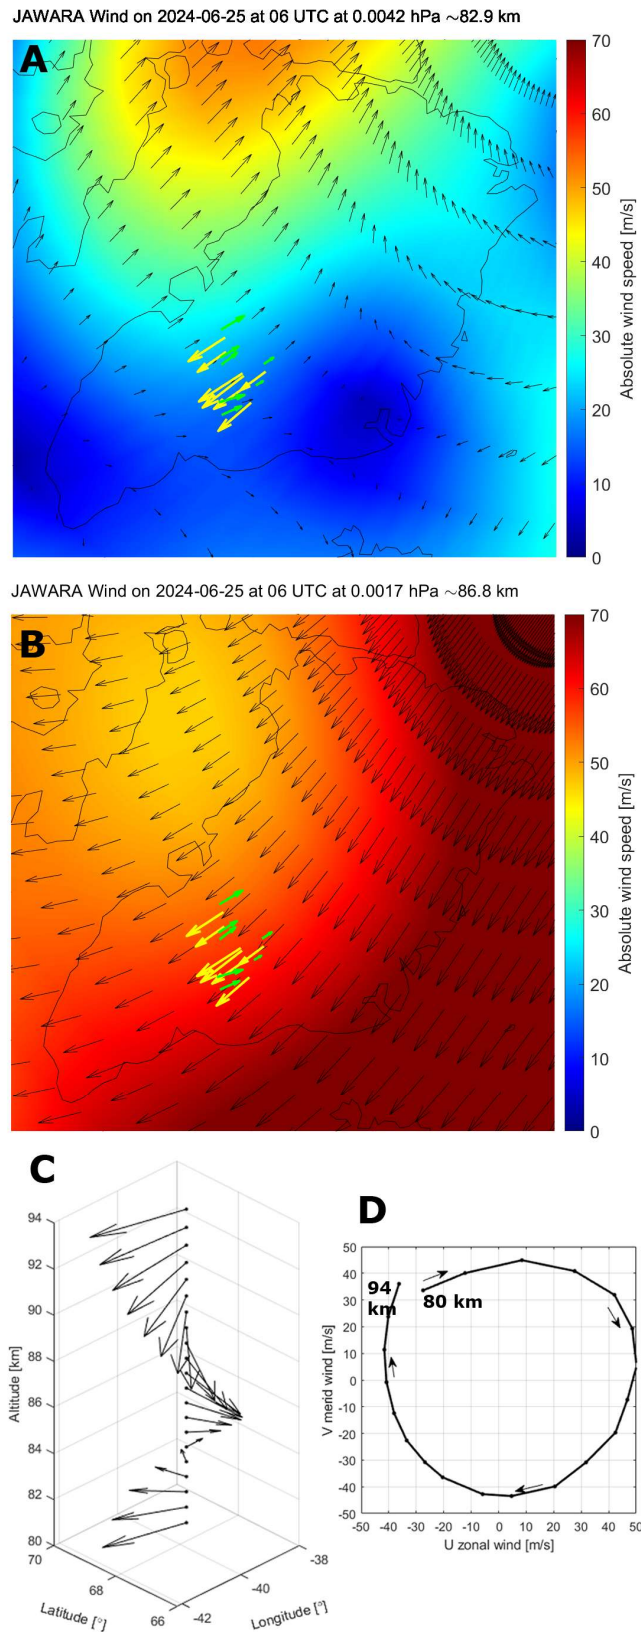 JAWARA Wind on 2024-06-25 at 06 UTC at 0.0042 hPa ~82.9 km
A
70
60
50
40
30
20
10
0
Absolute wind speed [m/s]
JAWARA Wind on 2024-06-25 at 06 UTC at 0.0017 hPa ~86.8 km
B
70
60
50
40
30
20
10
0
Absolute wind speed [m/s]
C
94
92
90
88
86
84
82
80
Altitude [km]
70
68
66
Latitude [°]
-42
-40
-38
Longitude [°]
D
50
40
30
20
10
0
-10
-20
-30
-40
-50
V merid wind [m/s]
94
km
80 km
-50 -40 -30 -20 -10 0 10 20 30 40 50
U zonal wind [m/s]